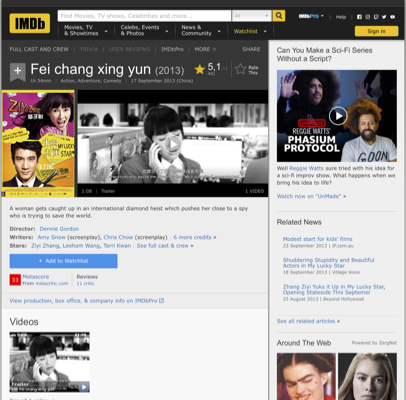 IMDb
Find Movies, TV shows, Celebrities and more...
All
IMDbPro
Help
Movies, TV
& Showtimes
Celebs, Events
& Photos
News &
Community
Watchlist
Sign in
FULL CAST AND CREW
TRIVIA
USER REVIEWS
IMDbPro
MORE
SHARE
Fei chang xing yun (2013)
5,1
Rate
This
1h 54min
Action, Adventure, Comedy
17 September 2013 (China)
MY LUCKY
STAR
1:08
Trailer
1 VIDEO
A woman gets caught up in an international diamond heist which pushes her close to a spy
who is trying to save the world.
Director: Dennie Gordon
Writers: Amy Snow (screenplay), Chris Chow (screenplay) | 6 more credits »
Stars: Ziyi Zhang, Leehom Wang, Terri Kwan | See full cast & crew »
+ Add to Watchlist
33
Metascore
From metacritic.com
Reviews
11 critic
View production, box office, & company info on IMDbPro
Videos
Trailer
Can You Make a Sci-Fi Series
Without a Script?
REGGIE WATTS'
PHASIUM
PROTOCOL
Well Reggie Watts sure tried with his idea for
a sci-fi improv show. What happens when we
bring his idea to life?
Watch now on "UnMade" »
Related News
Modest start for kids' films
23 September 2013 | if.com.au
Shuddering Stupidity and Beautiful
Actors in My Lucky Star
18 September 2013 | Village Voice
Zhang Ziyi Yuks it Up in My Lucky Star,
Opening Stateside This September
23 August 2013 | Beyond Hollywood
See all related articles »
Around The Web
Powered by ZergNet